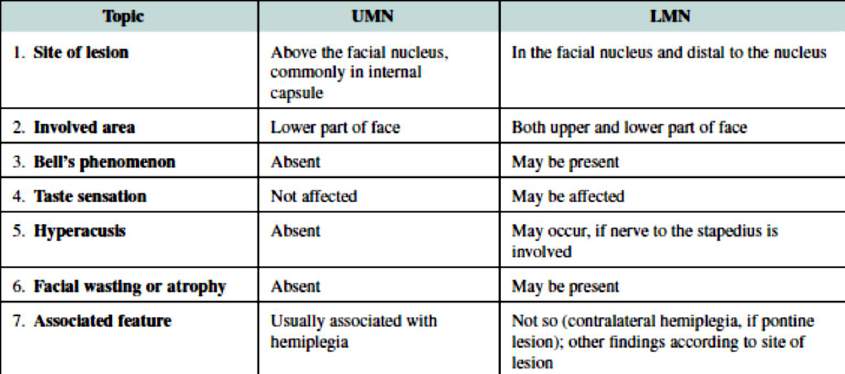 Topic UMN LMN
1. Site of lesion Above the facial nucleus, In the facial nucleus and distal to the nucleus
commonly in internal
capsule
2. Involved area Lower part of face Both upper and lower part of face
3. Bell's phenomenon Absent May be present
4. Taste sensation Not affected May be affected
5. Hyperacusis Absent May occur, if nerve to the stapedius is
involved
6. Facial wasting or atrophy Absent May be present
7. Associated feature Usually associated with Not so (contralateral hemiplegia, if pontine
hemiplegia lesion); other findings according to site of
lesion